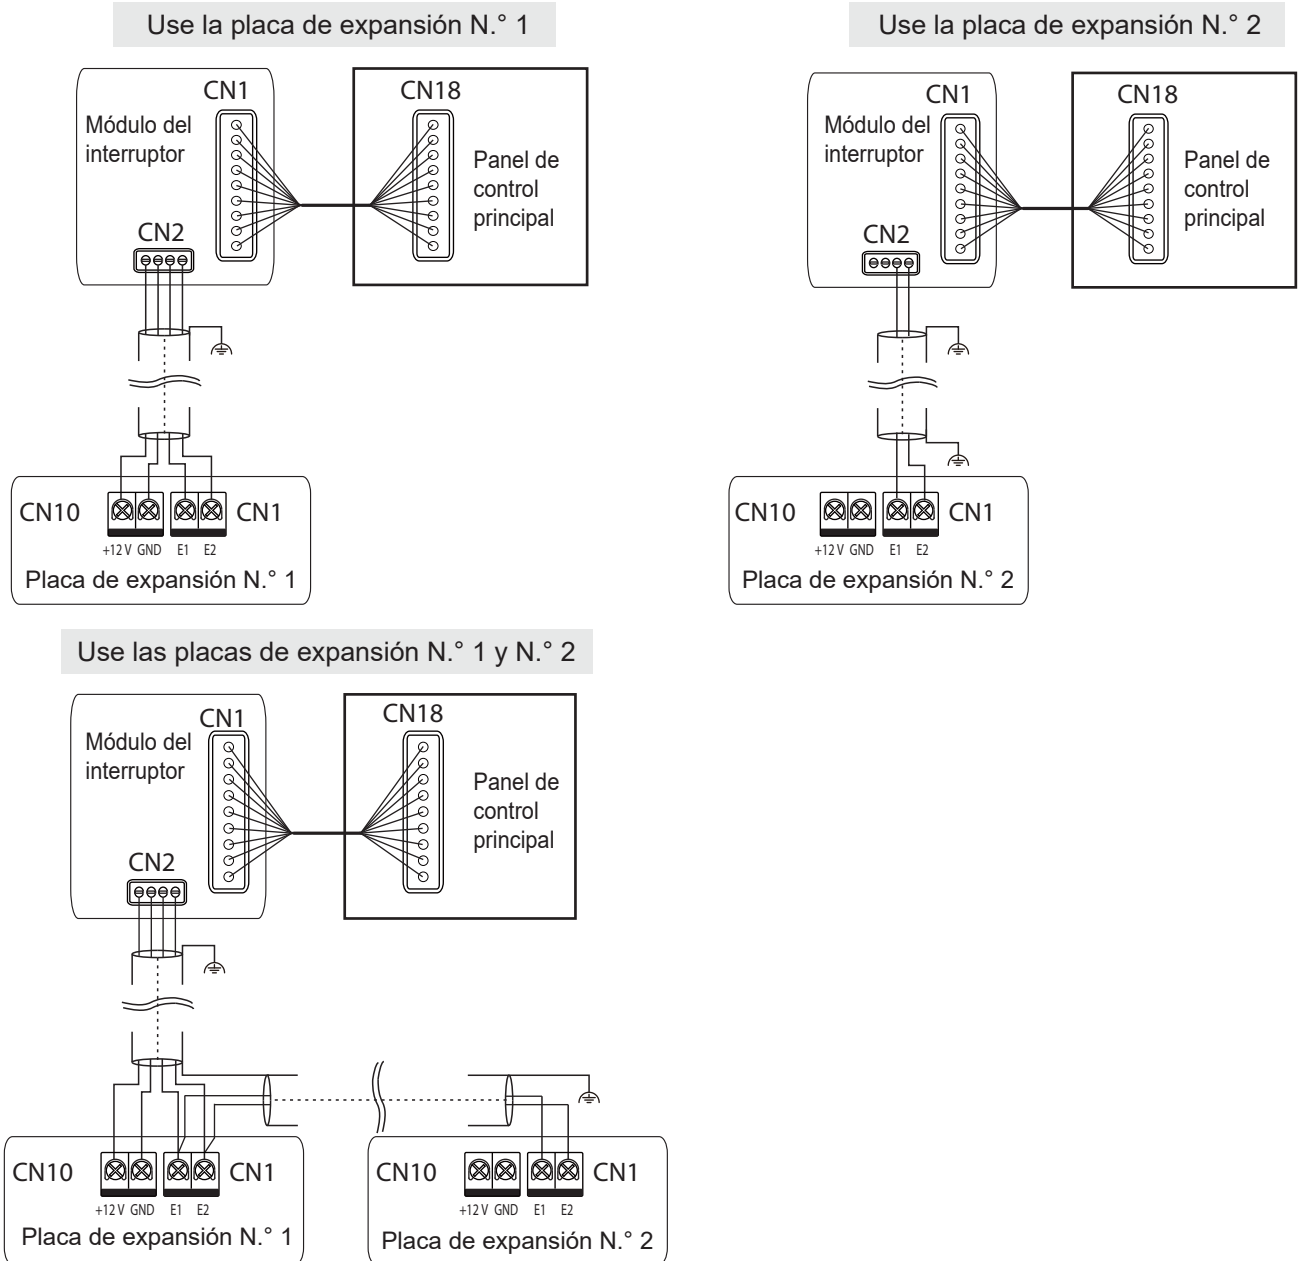 Use la placa de expansión N.° 1
CN1
CN18
Módulo del
interruptor
Panel de
control
principal
CN2
CN10
CN1
+12 V GND E1 E2
Placa de expansión N.° 1
Use la placa de expansión N.° 2
CN1
CN18
Módulo del
interruptor
Panel de
control
principal
CN2
CN10
CN1
+12 V GND E1 E2
Placa de expansión N.° 2
Use las placas de expansión N.° 1 y N.° 2
CN1
CN18
Módulo del
interruptor
Panel de
control
principal
CN2
CN10
CN1
+12 V GND E1 E2
Placa de expansión N.° 1
CN10
CN1
+12 V GND E1 E2
Placa de expansión N.° 2